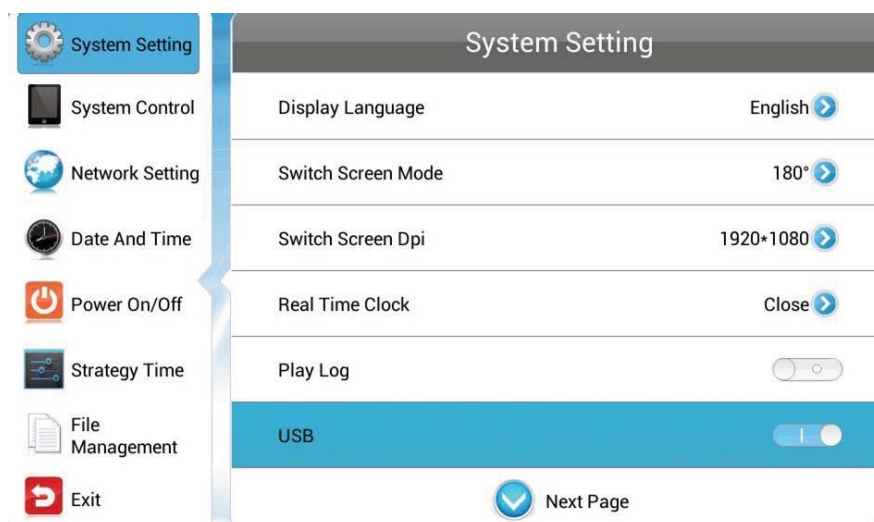 System Setting
System Control
Network Setting
Date And Time
Power On/Off
Strategy Time
File
Management
Exit
System Setting
Display Language English
Switch Screen Mode 180°
Switch Screen Dpi 1920*1080
Real Time Clock Close
Play Log
USB
Next Page